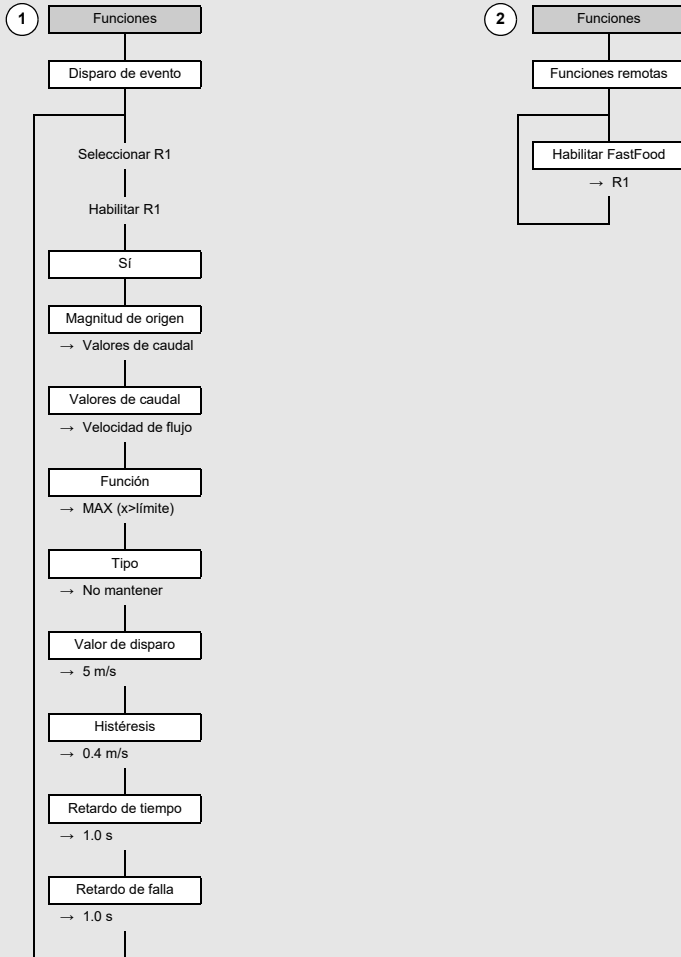 1
Funciones
Disparo de evento
Seleccionar R1
Habilitar R1
Sí
Magnitud de origen
→ Valores de caudal
Valores de caudal
→ Velocidad de flujo
Función
→ MAX (x>límite)
Tipo
→ No mantener
Valor de disparo
→ 5 m/s
Histéresis
→ 0.4 m/s
Retardo de tiempo
→ 1.0 s
Retardo de falla
→ 1.0 s
2
Funciones
Funciones remotas
Habilitar FastFood
→ R1